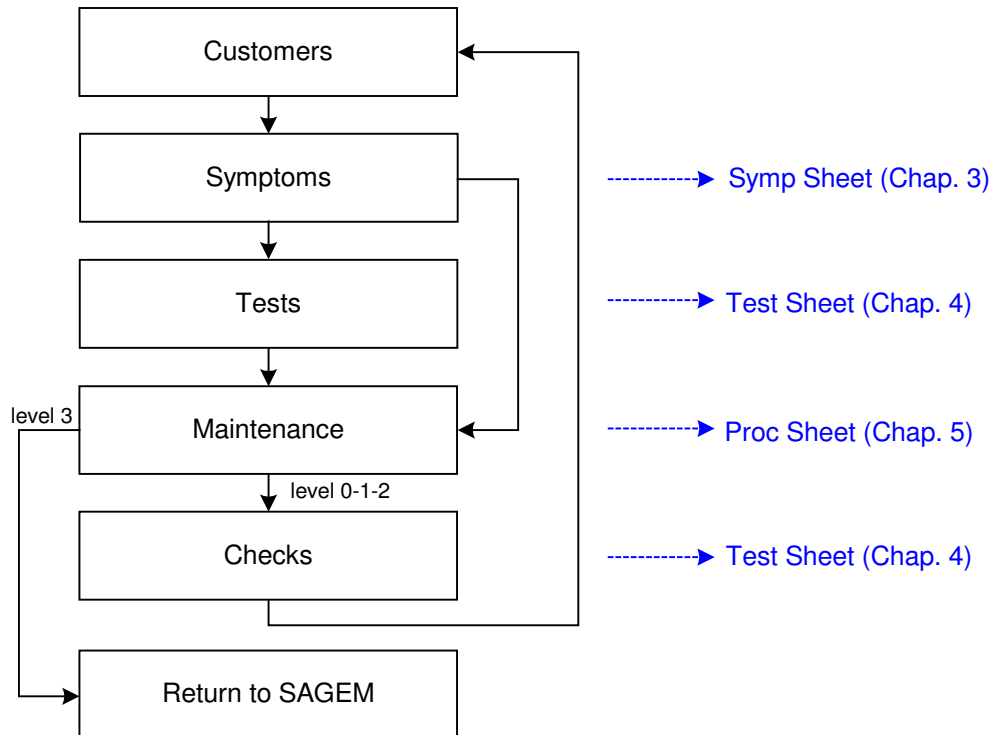 Customers
Symptoms
Symp Sheet (Chap. 3)
Tests
Test Sheet (Chap. 4)
level 3
Maintenance
Proc Sheet (Chap. 5)
level 0-1-2
Checks
Test Sheet (Chap. 4)
Return to SAGEM